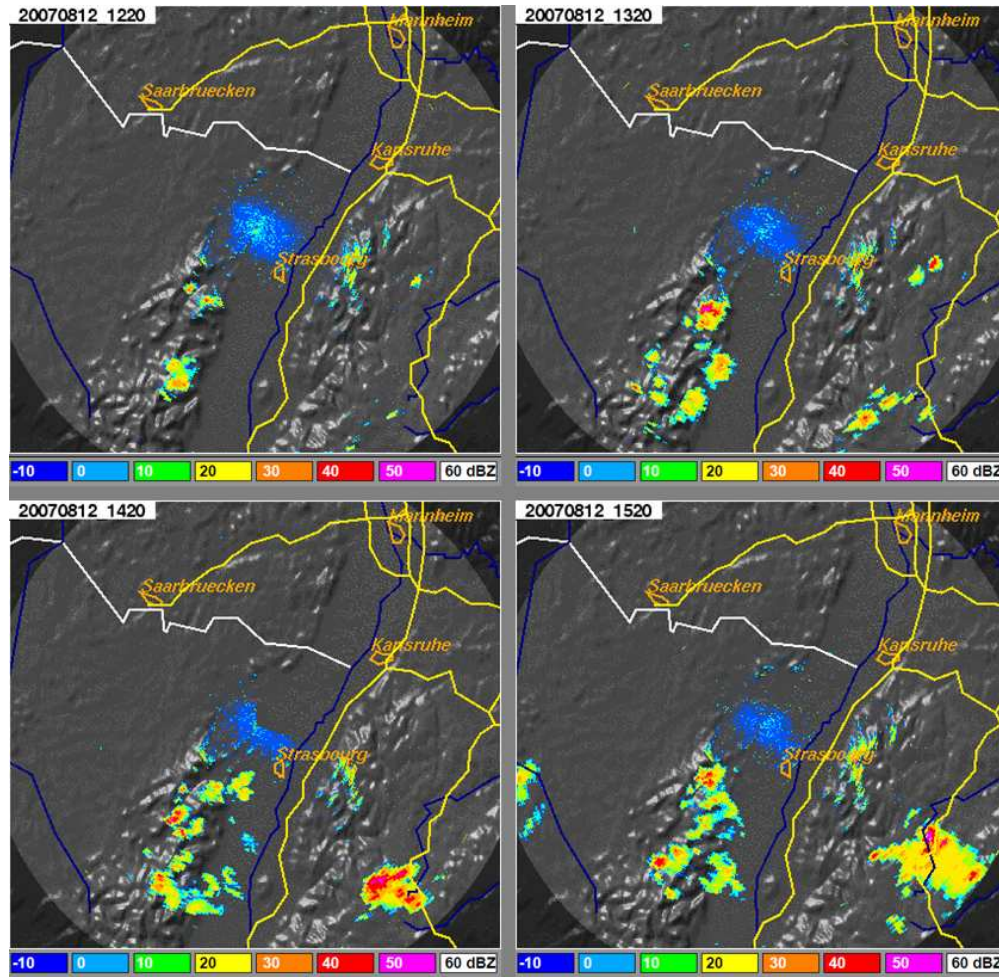 20070812_1220
Mannheim
Saarbruecken
Karlsruhe
Strasbourg
-10 0 10 20 30 40 50 60 dBZ
20070812_1320
Mannheim
Saarbruecken
Karlsruhe
Strasbourg
-10 0 10 20 30 40 50 60 dBZ
20070812_1420
Mannheim
Saarbruecken
Karlsruhe
Strasbourg
-10 0 10 20 30 40 50 60 dBZ
20070812_1520
Mannheim
Saarbruecken
Karlsruhe
Strasbourg
-10 0 10 20 30 40 50 60 dBZ